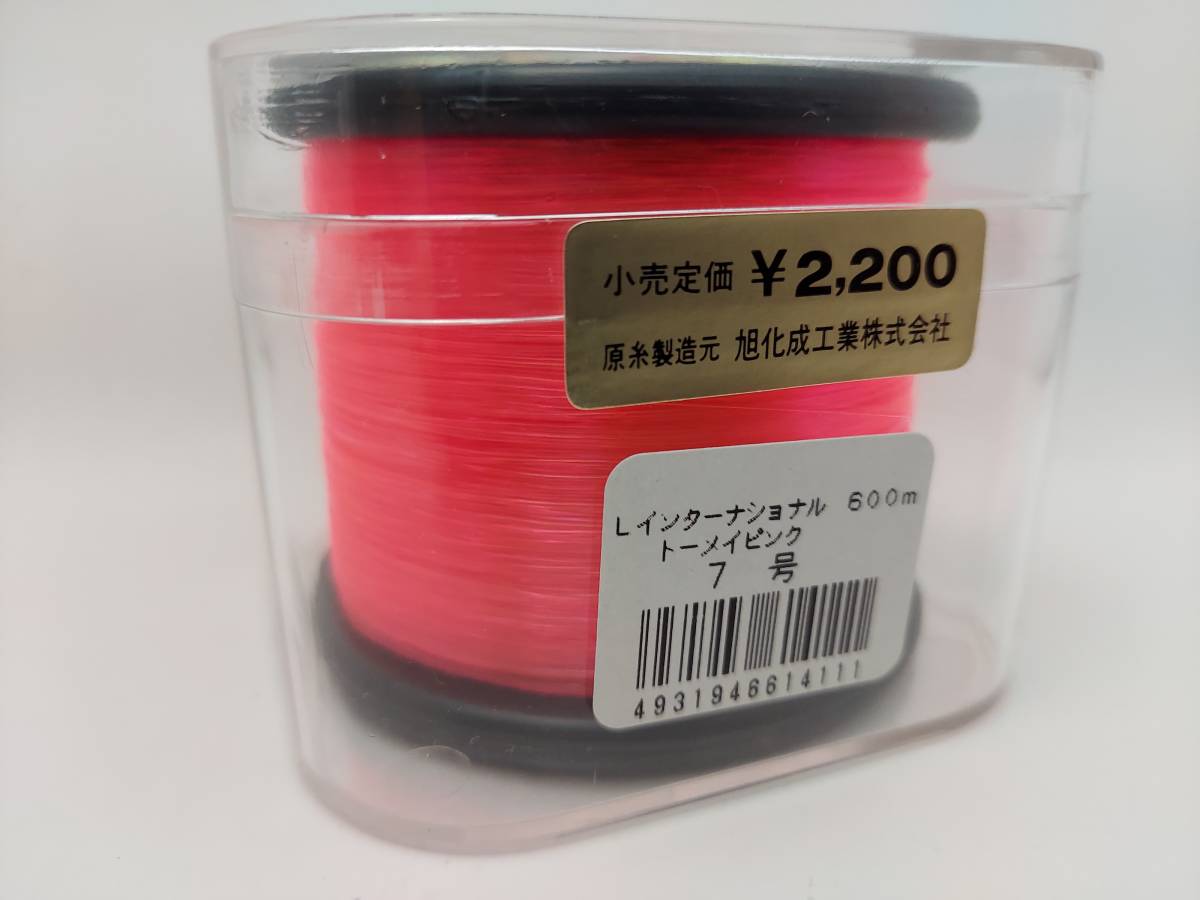 小売定価 ¥2,200
原糸製造元 旭化成工業株式会社
Lインターナショナル 600m
トーメイピンク
7 号
4931946614111